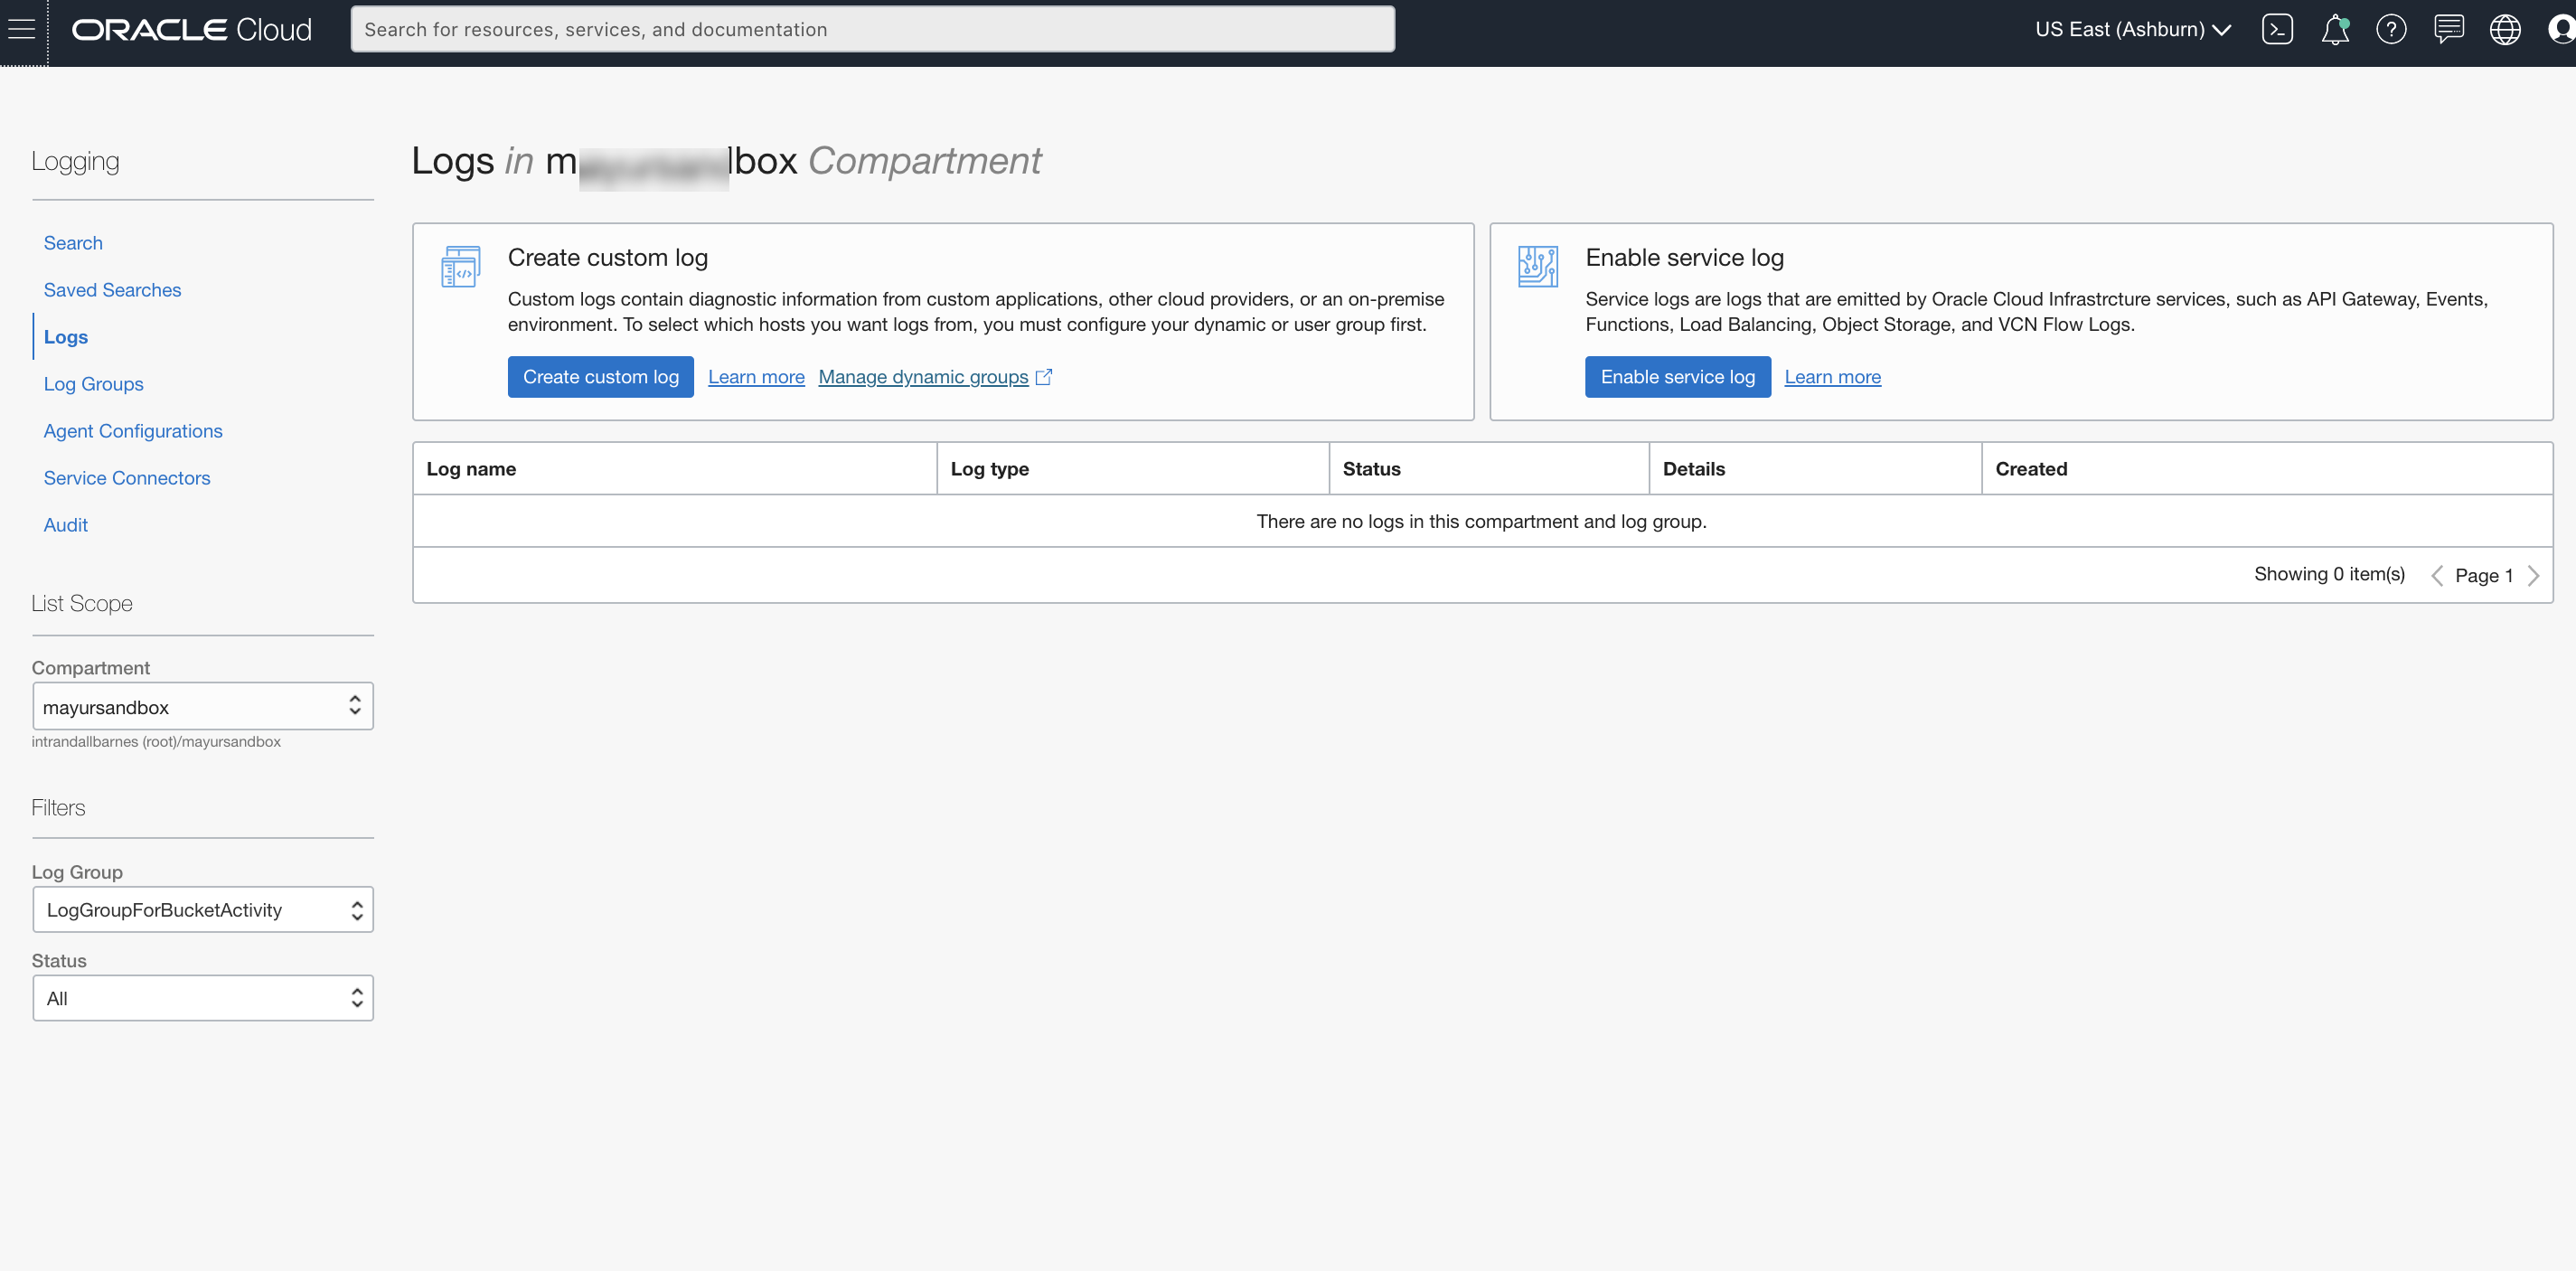 ORACLE Cloud
Search for resources, services, and documentation
US East (Ashburn)
Logging
Search
Saved Searches
Logs
Log Groups
Agent Configurations
Service Connectors
Audit
List Scope
Compartment
mayursandbox
intrandallbarnes (root)/mayursandbox
Filters
Log Group
LogGroupForBucketActivity
Status
All
Logs in m box Compartment
Create custom log
Custom logs contain diagnostic information from custom applications, other cloud providers, or an on-premise
environment. To select which hosts you want logs from, you must configure your dynamic or user group first.
Create custom log Learn more Manage dynamic groups
Enable service log
Service logs are logs that are emitted by Oracle Cloud Infrastrcture services, such as API Gateway, Events,
Functions, Load Balancing, Object Storage, and VCN Flow Logs.
Enable service log Learn more
Log name Log type Status Details Created
There are no logs in this compartment and log group.
Showing 0 item(s) Page 1